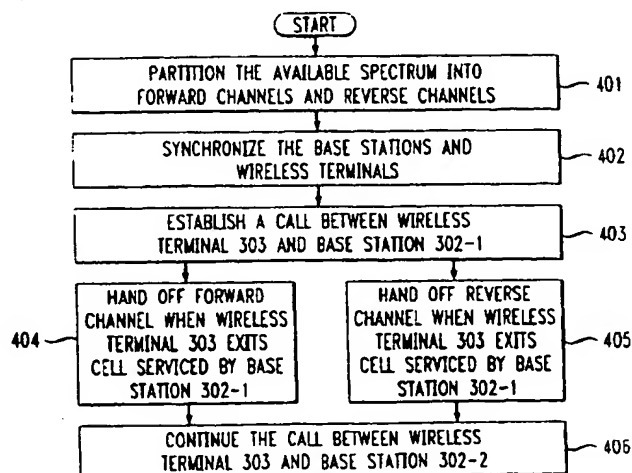 START
PARTITION THE AVAILABLE SPECTRUM INTO
FORWARD CHANNELS AND REVERSE CHANNELS
401
SYNCHRONIZE THE BASE STATIONS AND
WIRELESS TERMINALS
402
ESTABLISH A CALL BETWEEN WIRELESS
TERMINAL 303 AND BASE STATION 302-1
403
HAND OFF FORWARD
CHANNEL WHEN WIRELESS
TERMINAL 303 EXITS
CELL SERVICED BY BASE
STATION 302-1
404
HAND OFF REVERSE
CHANNEL WHEN WIRELESS
TERMINAL 303 EXITS
CELL SERVICED BY BASE
STATION 302-1
405
CONTINUE THE CALL BETWEEN WIRELESS
TERMINAL 303 AND BASE STATION 302-2
406